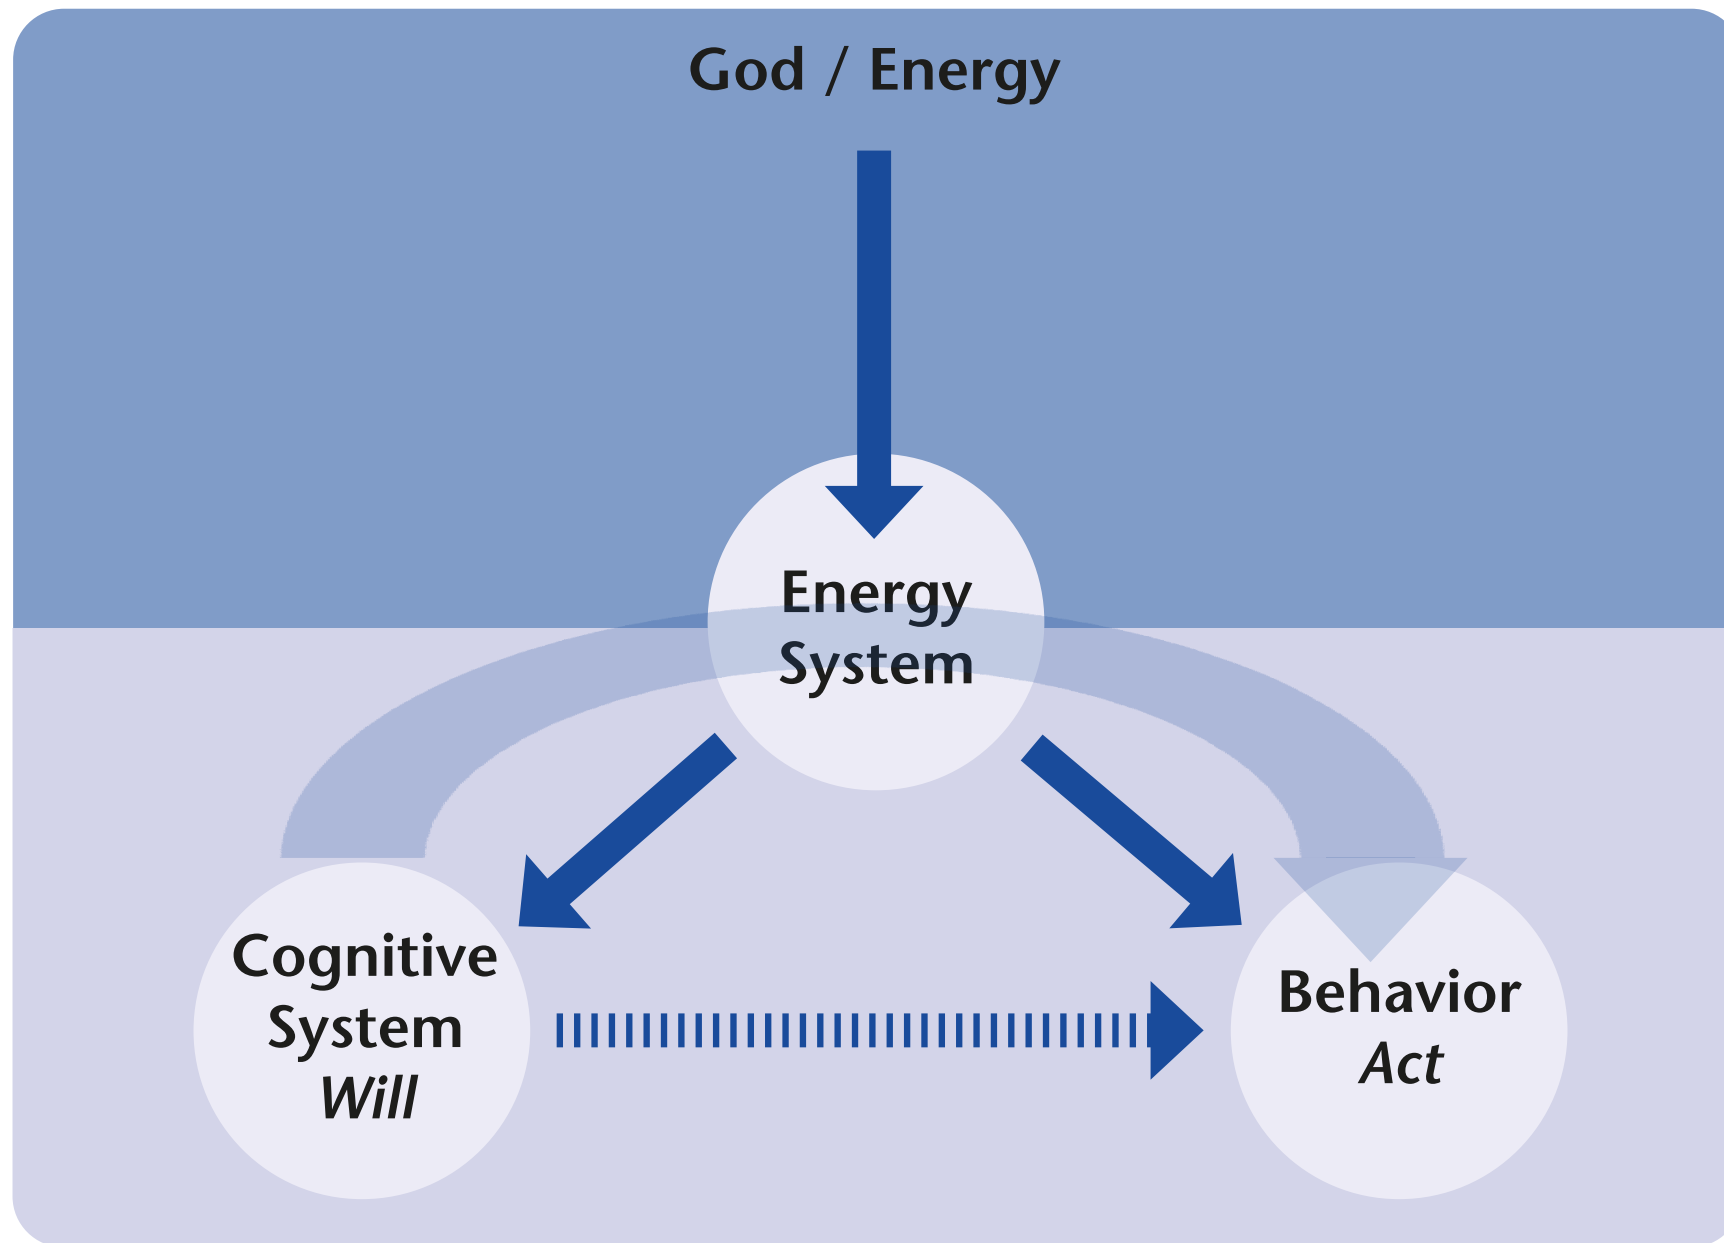 God / Energy
Energy
System
Cognitive
System
Will
Behavior
Act